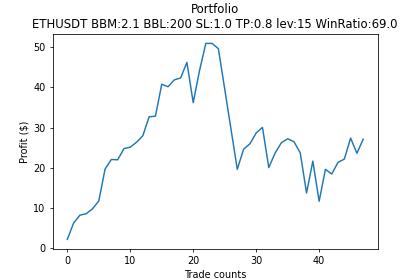 Portfolio
ETHUSDT BBM:2.1 BBL:200 SL:1.0 TP:0.8 lev:15 WinRatio:69.0
50
40
30
20
10
0
Profit ($)
0 10 20 30 40
Trade counts